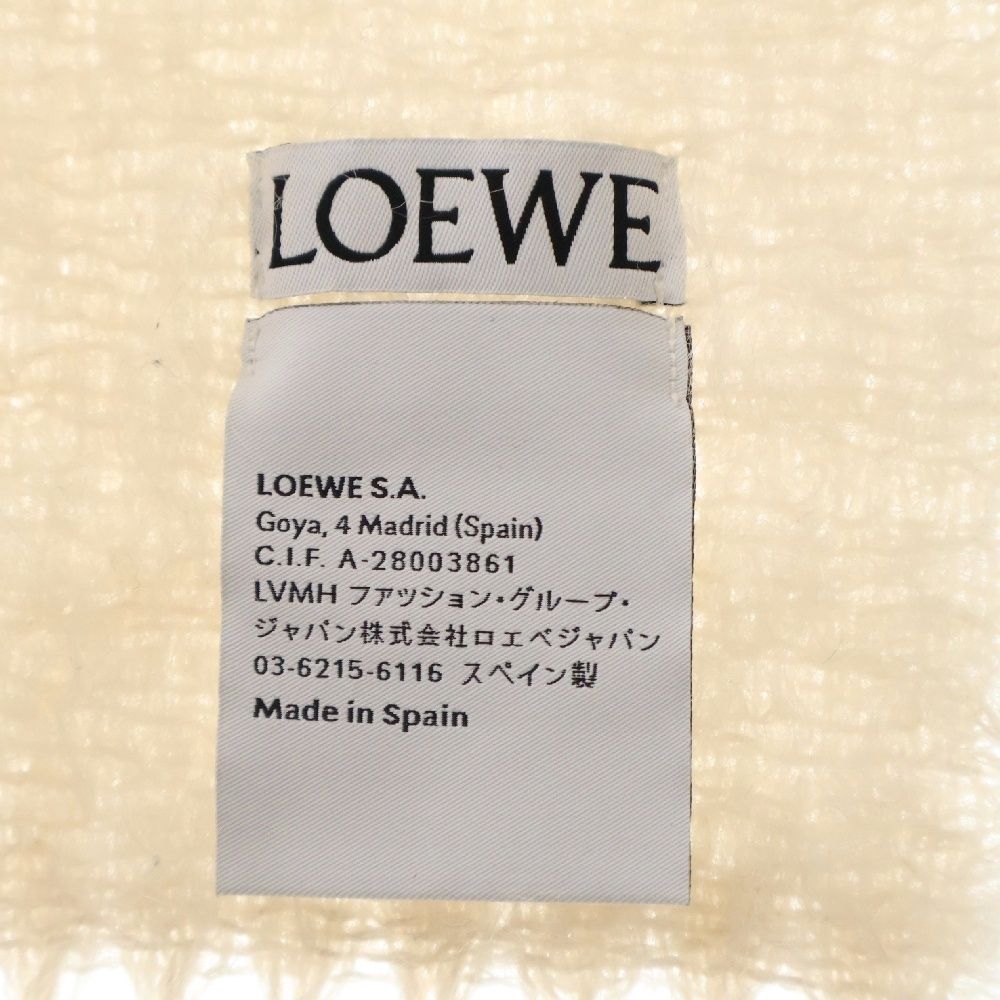 LOEWE
LOEWE S.A.
Goya, 4 Madrid (Spain)
C.I.F. A-28003861
LVMH ファッション・グループ・
ジャパン株式会社ロエベジャパン
03-6215-6116 スペイン製
Made in Spain